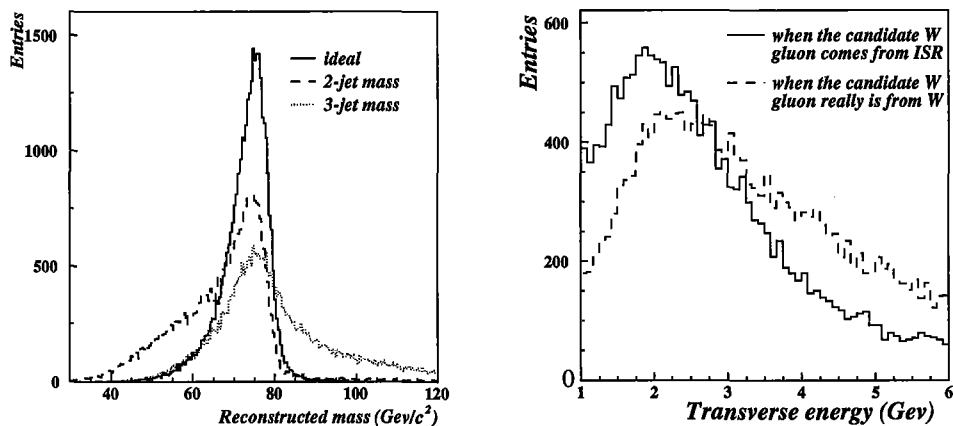 Entries
1500
1000
500
0
ideal
2-jet mass
3-jet mass
40 60 80 100 120
Reconstructed mass (Gev/c²)
Entries
600
400
200
0
when the candidate W
gluon comes from ISR
when the candidate W
gluon really is from W
1 2 3 4 5 6
Transverse energy (Gev)